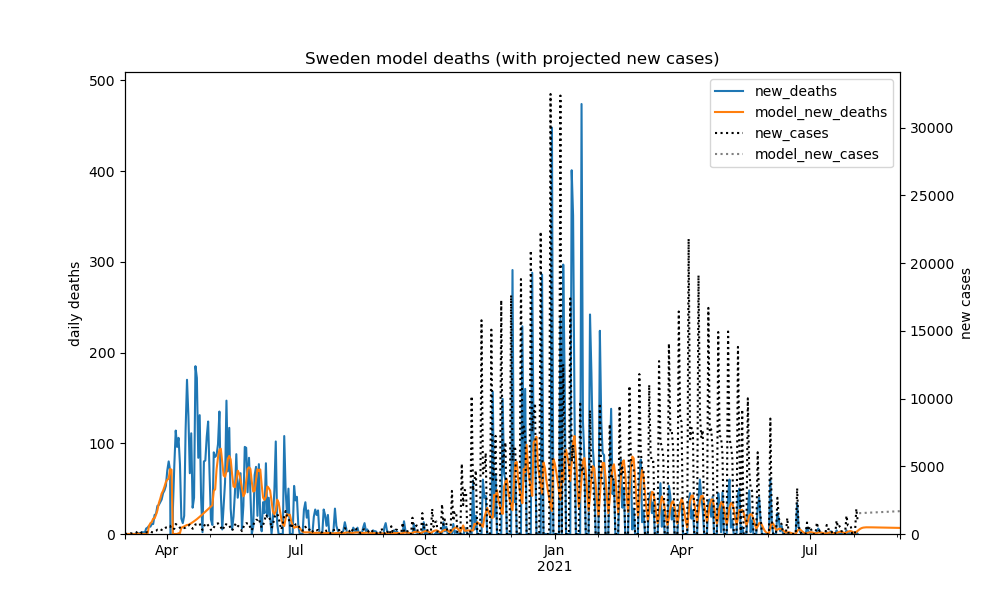 Sweden model deaths (with projected new cases)
500
400
300
200
100
0
daily deaths
30000
25000
20000
15000
10000
5000
0
new cases
new_deaths
model_new_deaths
new_cases
model_new_cases
Apr
Jul
Oct
Jan
2021
Apr
Jul